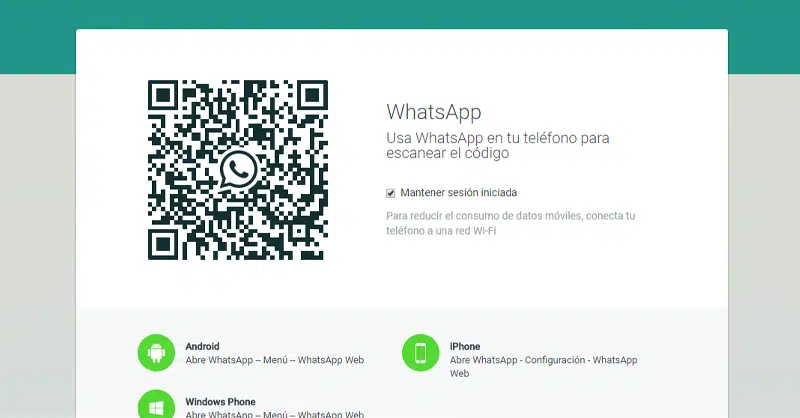 WhatsApp
Usa WhatsApp en tu teléfono para
escanear el código
Mantener sesión iniciada
Para reducir el consumo de datos móviles, conecta tu
teléfono a una red Wi-Fi
Android
Abre WhatsApp – Menú – WhatsApp Web
iPhone
Abre WhatsApp - Configuración - WhatsApp
Web
Windows Phone
Abre WhatsApp – Menú – WhatsApp Web